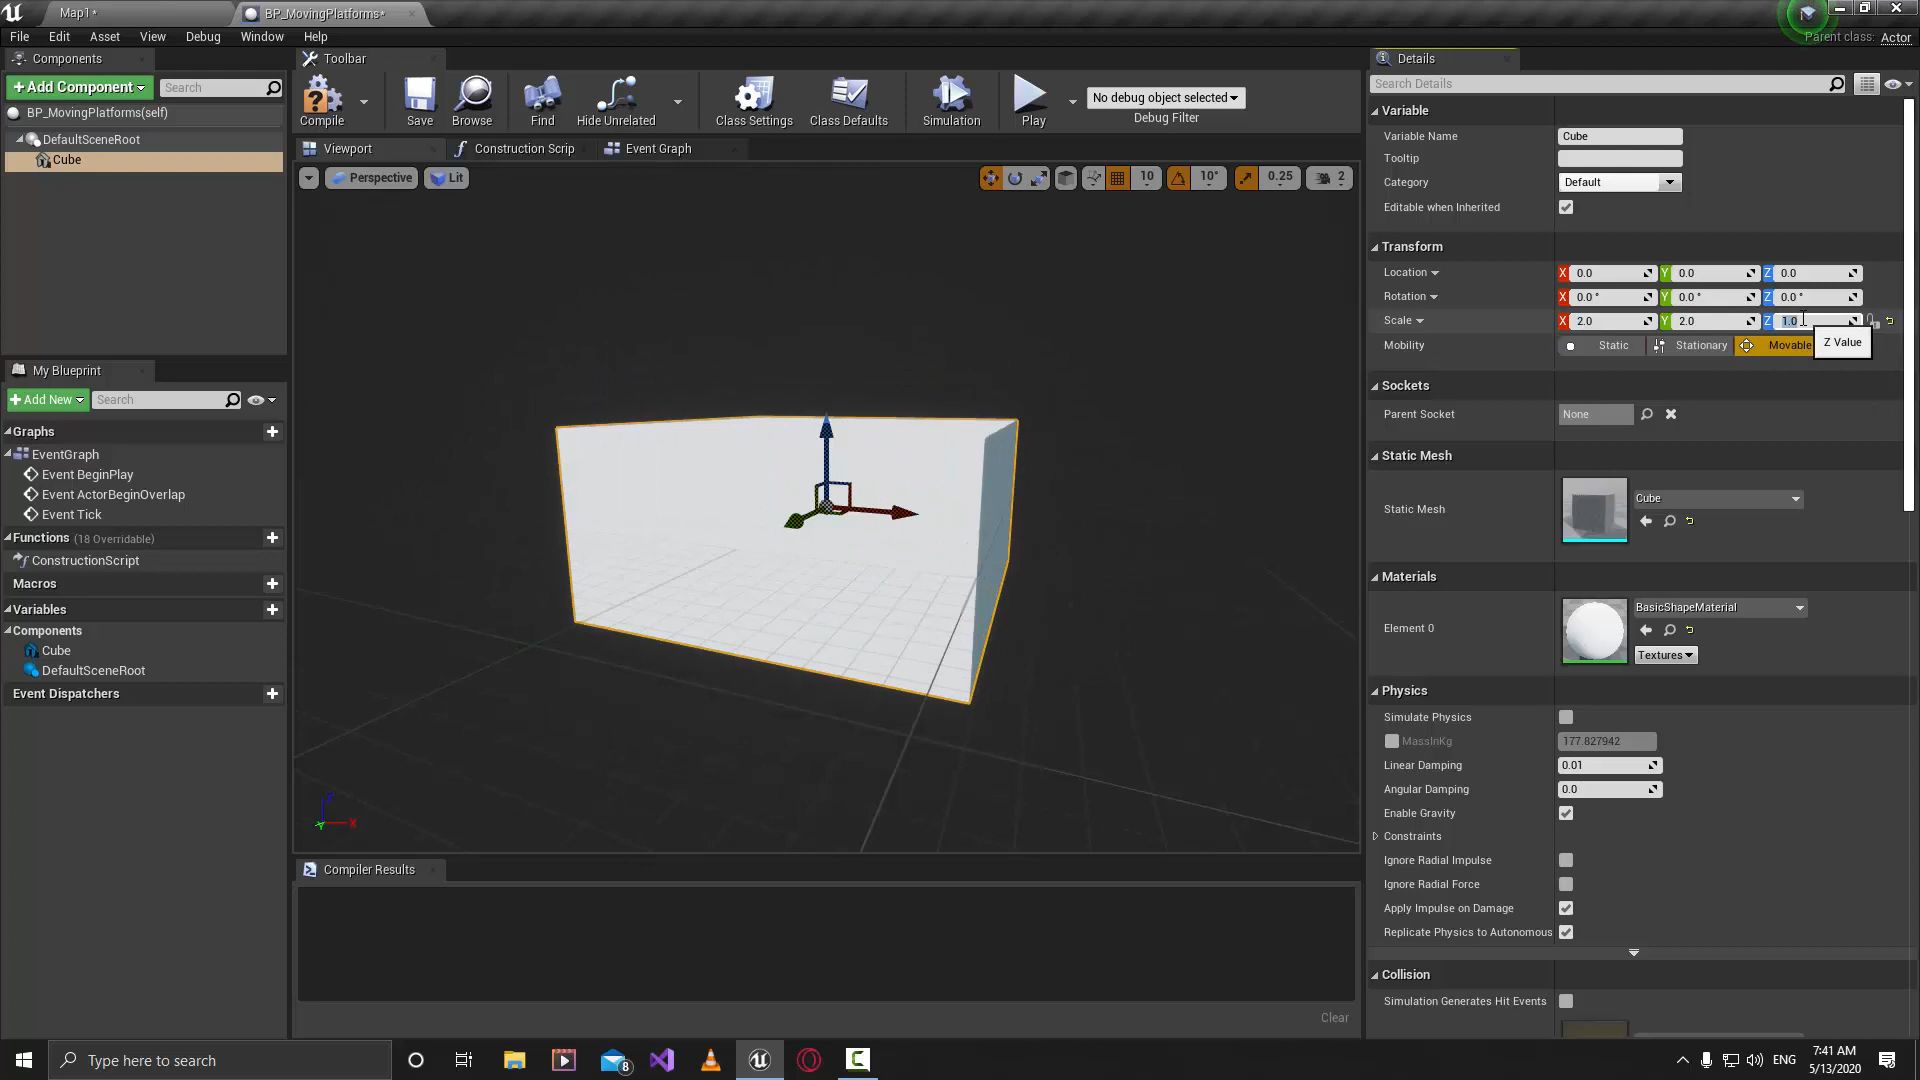 Map1*
BP_MovingPlatforms*
File Edit Asset View Debug Window Help
Parent class: Actor
Components
+Add Component
Search
BP_MovingPlatforms(self)
DefaultSceneRoot
Cube
My Blueprint
+Add New
Search
Graphs
EventGraph
Event BeginPlay
Event ActorBeginOverlap
Event Tick
Functions (18 Overridable)
ConstructionScript
Macros
Variables
Components
Cube
DefaultSceneRoot
Event Dispatchers
Toolbar
Compile
Save
Browse
Find
Hide Unrelated
Class Settings
Class Defaults
Simulation
Play
No debug object selected
Debug Filter
Viewport
Construction Scrip
Event Graph
Perspective
Lit
10
10°
0.25
2
Z
X
Y
Compiler Results
Clear
Details
Search Details
Variable
Variable Name Cube
Tooltip
Category Default
Editable when Inherited
Transform
Location X 0.0 Y 0.0 Z 0.0
Rotation X 0.0 ° Y 0.0 ° Z 0.0 °
Scale X 2.0 Y 2.0 Z 1.0
Mobility Static Stationary Movable
Z Value
Sockets
Parent Socket None
Static Mesh
Static Mesh Cube
Materials
Element 0 BasicShapeMaterial
Textures
Physics
Simulate Physics
MassInKg 177.827942
Linear Damping 0.01
Angular Damping 0.0
Enable Gravity
Constraints
Ignore Radial Impulse
Ignore Radial Force
Apply Impulse on Damage
Replicate Physics to Autonomous
Collision
Simulation Generates Hit Events
Type here to search
8
ENG
7:41 AM
5/13/2020